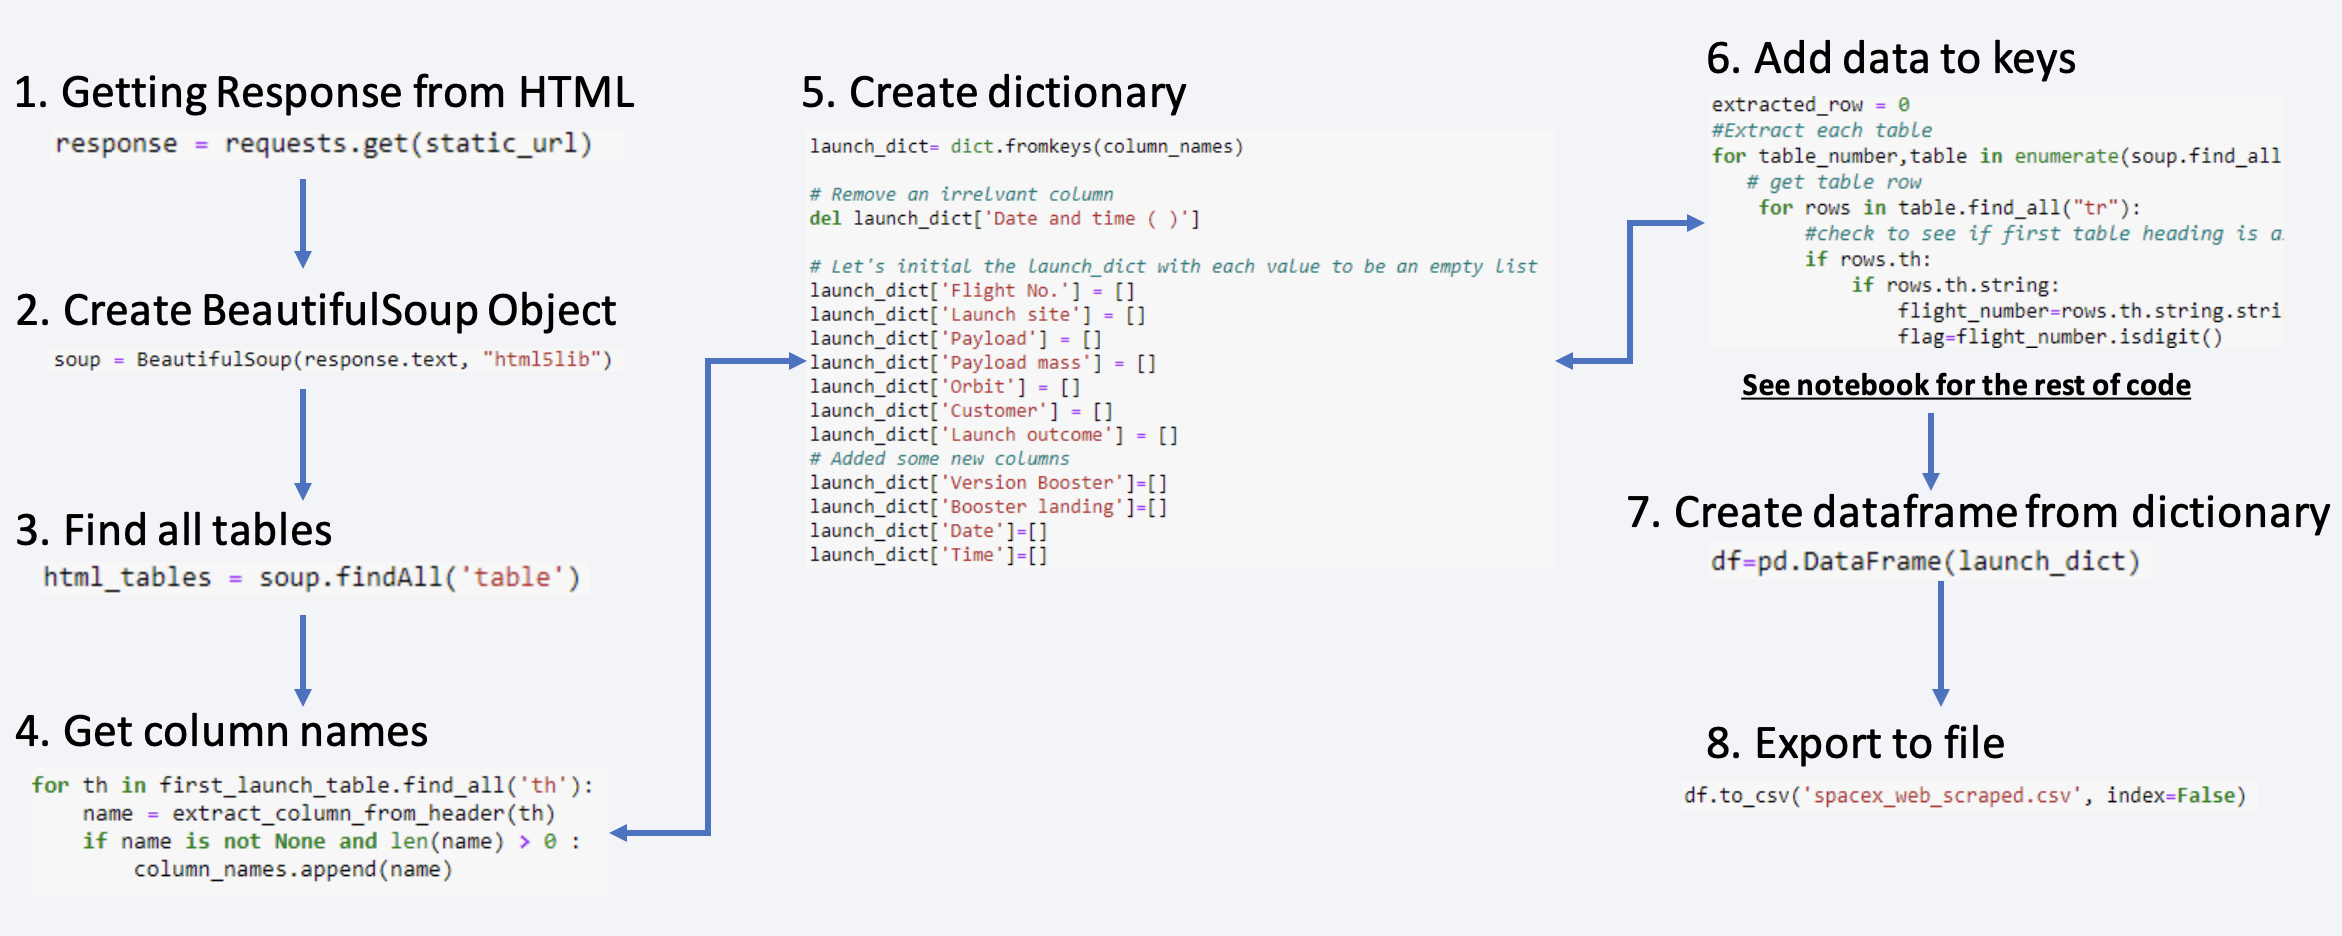 1. Getting Response from HTML
response = requests.get(static_url)
2. Create BeautifulSoup Object
soup = BeautifulSoup(response.text, "html5lib")
3. Find all tables
html_tables = soup.findAll('table')
4. Get column names
for th in first_launch_table.find_all('th'):
    name = extract_column_from_header(th)
    if name is not None and len(name) > 0 :
        column_names.append(name)
5. Create dictionary
launch_dict= dict.fromkeys(column_names)
# Remove an irrelvant column
del launch_dict['Date and time ( )']
# Let's initial the launch_dict with each value to be an empty list
launch_dict['Flight No.'] = []
launch_dict['Launch site'] = []
launch_dict['Payload'] = []
launch_dict['Payload mass'] = []
launch_dict['Orbit'] = []
launch_dict['Customer'] = []
launch_dict['Launch outcome'] = []
# Added some new columns
launch_dict['Version Booster']=[]
launch_dict['Booster landing']=[]
launch_dict['Date']=[]
launch_dict['Time']=[]
6. Add data to keys
extracted_row = 0
#Extract each table
for table_number,table in enumerate(soup.find_all
   # get table row
    for rows in table.find_all("tr"):
        #check to see if first table heading is a
        if rows.th:
            if rows.th.string:
                flight_number=rows.th.string.stri
                flag=flight_number.isdigit()
See notebook for the rest of code
7. Create dataframe from dictionary
df=pd.DataFrame(launch_dict)
8. Export to file
df.to_csv('spacex_web_scraped.csv', index=False)